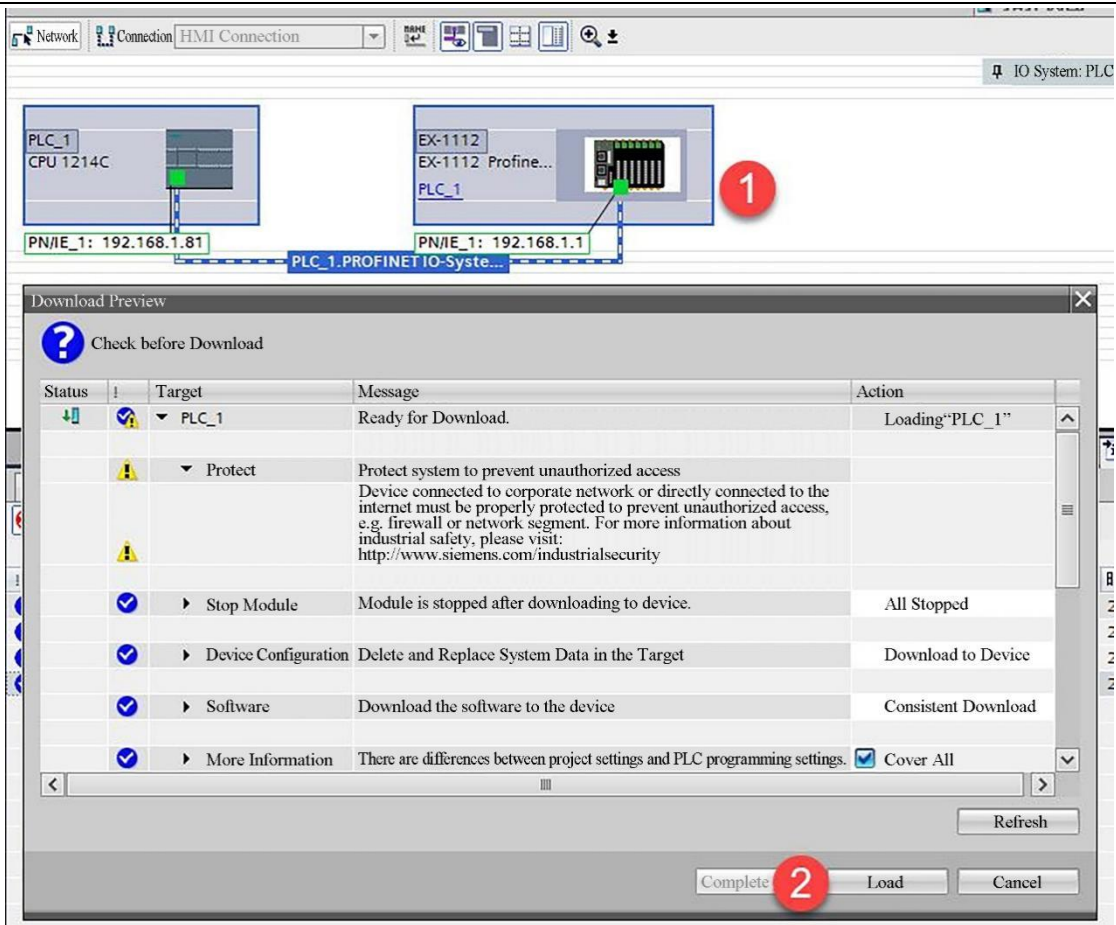 Network Connection HMI Connection
IO System: PLC
PLC_1
CPU 1214C
EX-1112
EX-1112 Profine...
PLC_1
1
PN/IE_1: 192.168.1.81
PN/IE_1: 192.168.1.1
PLC_1.PROFINET IO-Syste...
Download Preview
Check before Download
Status ! Target Message Action
PLC_1 Ready for Download. Loading“PLC_1”
Protect Protect system to prevent unauthorized access
Device connected to corporate network or directly connected to the
internet must be properly protected to prevent unauthorized access,
e.g. firewall or network segment. For more information about
industrial safety, please visit:
http://www.siemens.com/industrialsecurity
Stop Module Module is stopped after downloading to device. All Stopped
Device Configuration Delete and Replace System Data in the Target Download to Device
Software Download the software to the device Consistent Download
More Information There are differences between project settings and PLC programming settings. Cover All
Refresh
Complete 2 Load Cancel